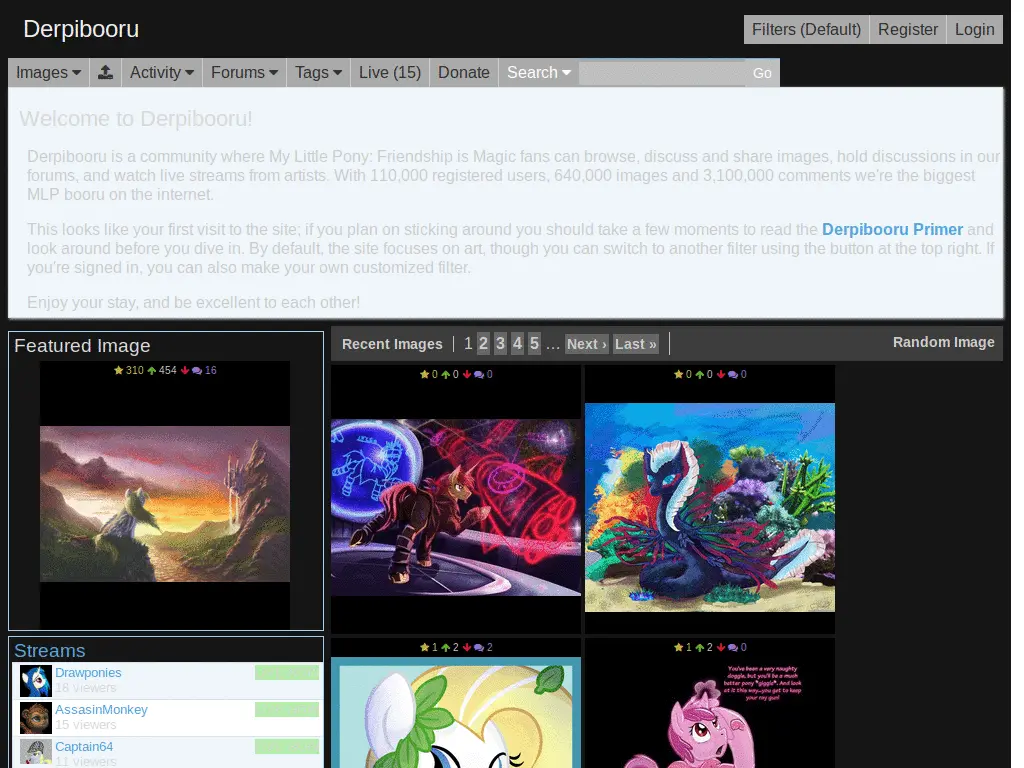 Derpibooru
Filters (Default) Register Login
Images Activity Forums Tags Live (15) Donate Search Go
Welcome to Derpibooru!
Derpibooru is a community where My Little Pony: Friendship is Magic fans can browse, discuss and share images, hold discussions in our
forums, and watch live streams from artists. With 110,000 registered users, 640,000 images and 3,100,000 comments we're the biggest
MLP booru on the internet.
This looks like your first visit to the site; if you plan on sticking around you should take a few moments to read the Derpibooru Primer and
look around before you dive in. By default, the site focuses on art, though you can switch to another filter using the button at the top right. If
you're signed in, you can also make your own customized filter.
Enjoy your stay, and be excellent to each other!
Featured Image
310 454 16
Recent Images | 1 2 3 4 5 … Next › Last » |
Random Image
0 0 0
0 0 0
1 2 2
1 2 0
You've been a very naughty
doggie, but you'll be a much
better pony *giggle*. And look
at it this way...you get to keep
your ray gun!
Streams
Drawponies
18 viewers
AssasinMonkey
15 viewers
Captain64
11 viewers